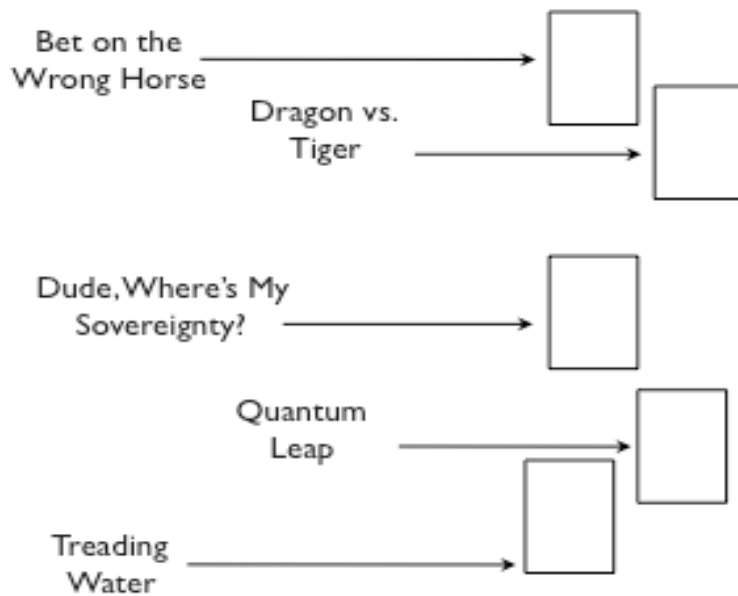 Bet on the
Wrong Horse
Dragon vs.
Tiger
Dude, Where's My
Sovereignty?
Quantum
Leap
Treading
Water